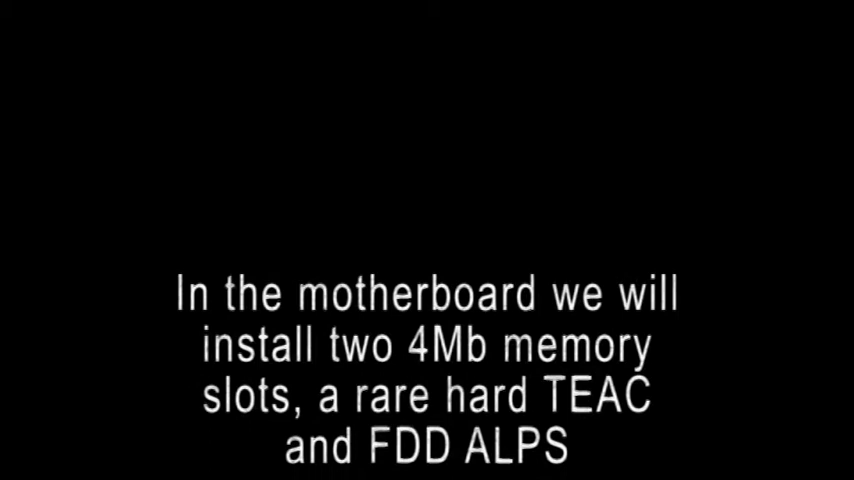 In the motherboard we will
install two 4Mb memory
slots, a rare hard TEAC
and FDD ALPS